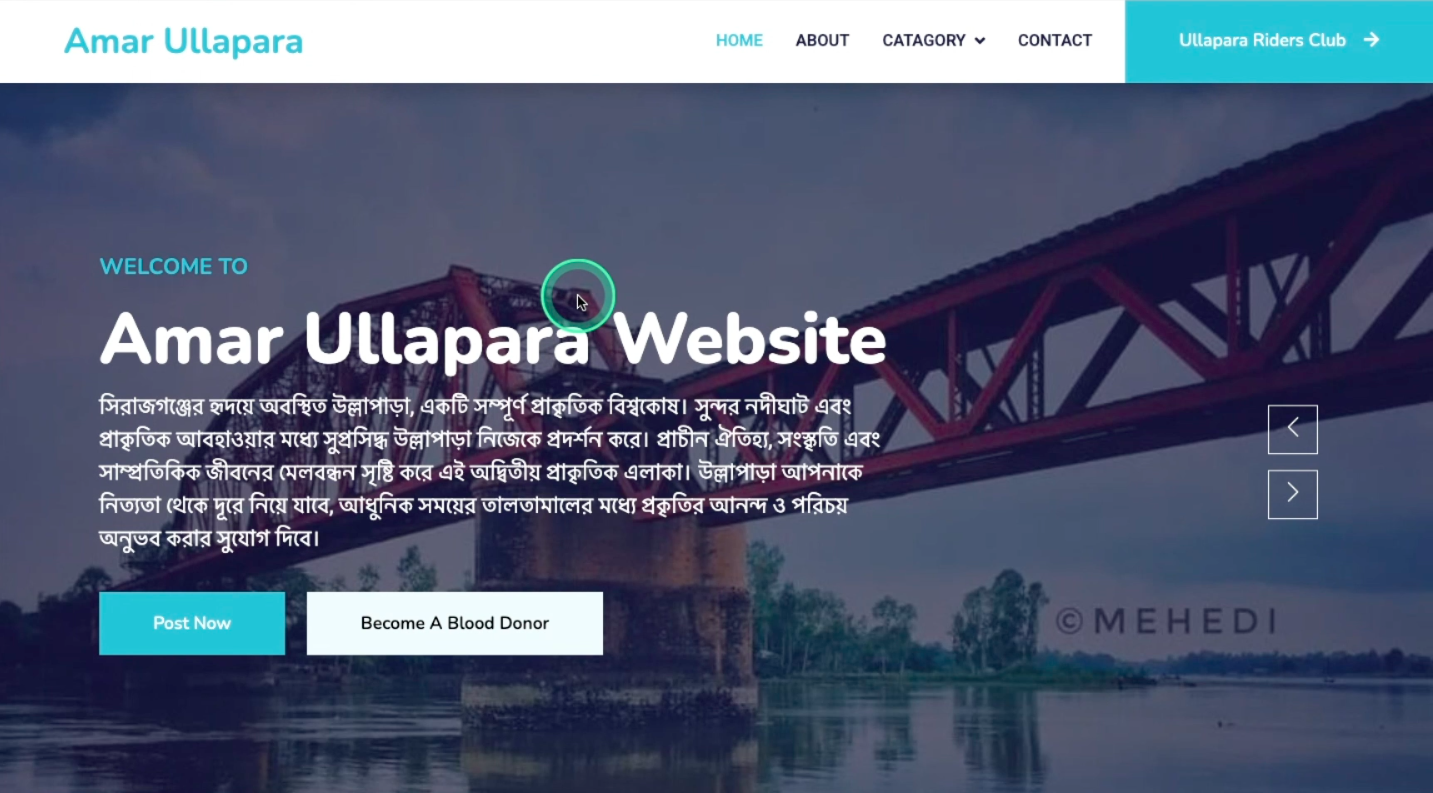 Amar Ullapara
HOME ABOUT CATAGORY CONTACT
Ullapara Riders Club
WELCOME TO
Amar Ullapara Website
সিরাজগঞ্জের হৃদয়ে অবস্থিত উল্লাপাড়া, একটি সম্পূর্ণ প্রাকৃতিক বিশ্বকোষ। সুন্দর নদীঘাট এবং
প্রাকৃতিক আবহাওয়ার মধ্যে সুপ্রসিদ্ধ উল্লাপাড়া নিজেকে প্রদর্শন করে। প্রাচীন ঐতিহ্য, সংস্কৃতি এবং
সাম্প্রতিকিক জীবনের মেলবন্ধন সৃষ্টি করে এই অদ্বিতীয় প্রাকৃতিক এলাকা। উল্লাপাড়া আপনাকে
নিত্যতা থেকে দূরে নিয়ে যাবে, আধুনিক সময়ের তালতামালের মধ্যে প্রকৃতির আনন্দ ও পরিচয়
অনুভব করার সুযোগ দিবে।
Post Now
Become A Blood Donor
©MEHEDI